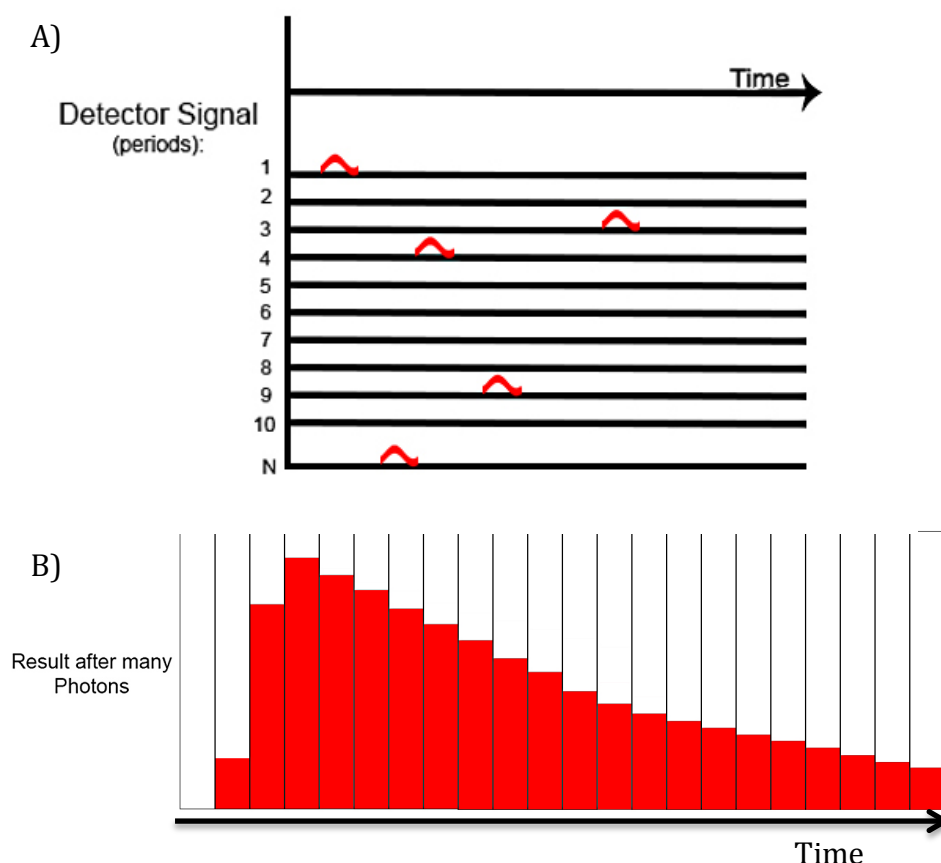 A)
Time
Detector Signal
(periods):
1
2
3
4
5
6
7
8
9
10
N
B)
Result after many
Photons
Time